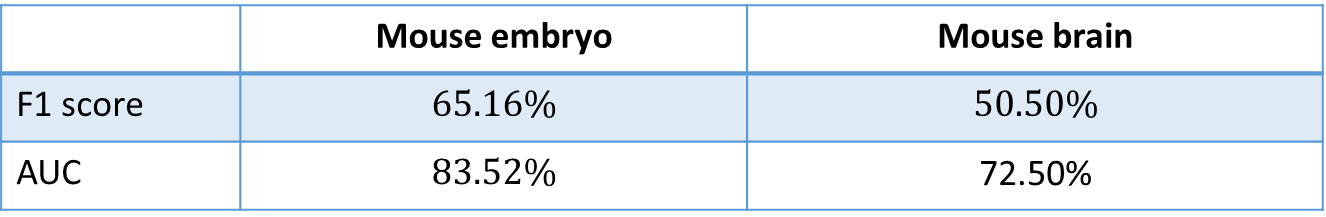 Mouse embryo Mouse brain
F1 score 65.16% 50.50%
AUC 83.52% 72.50%